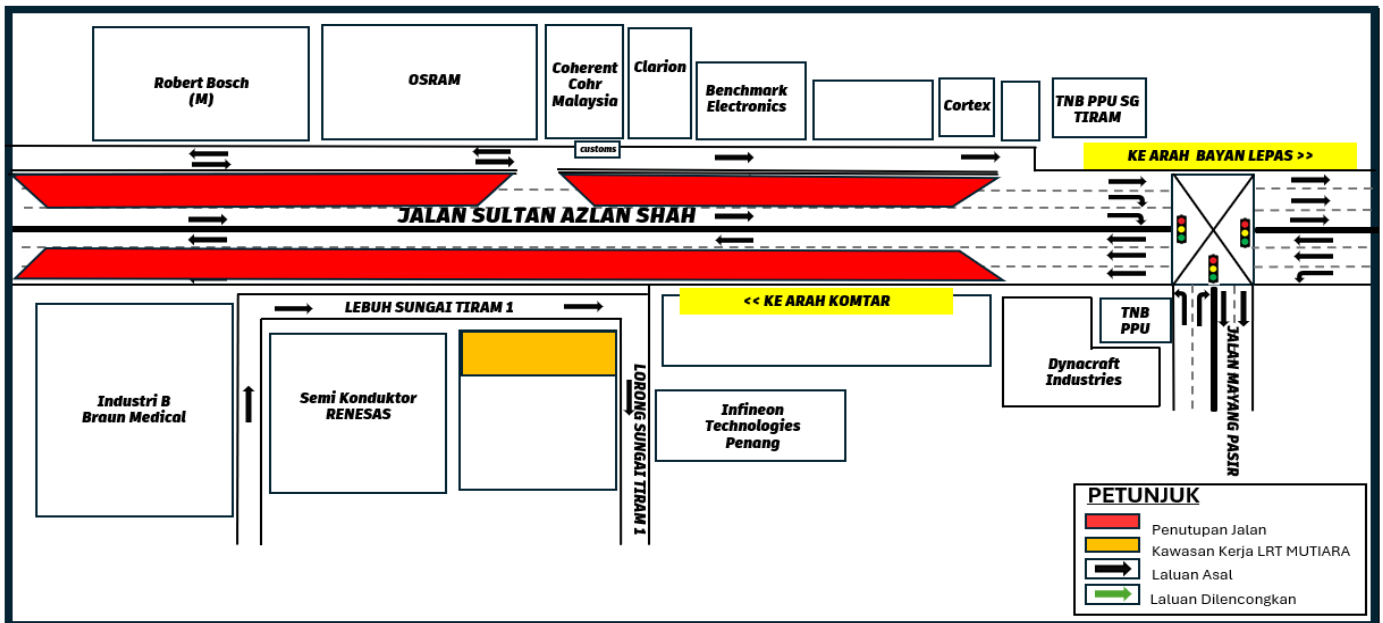 Robert Bosch
(M)
OSRAM
Coherent
Cohr
Malaysia
Clarion
Benchmark
Electronics
Cortex
TNB PPU SG
TIRAM
customs
KE ARAH BAYAN LEPAS >>
JALAN SULTAN AZLAN SHAH
LEBUH SUNGAI TIRAM 1
<< KE ARAH KOMTAR
TNB
PPU
Industri B
Braun Medical
Semi Konduktor
RENESAS
LORONG SUNGAI TIRAM 1
Infineon
Technologies
Penang
Dynacraft
Industries
JALAN MAYANG PASIR
PETUNJUK
Penutupan Jalan
Kawasan Kerja LRT MUTIARA
Laluan Asal
Laluan Dilencongkan